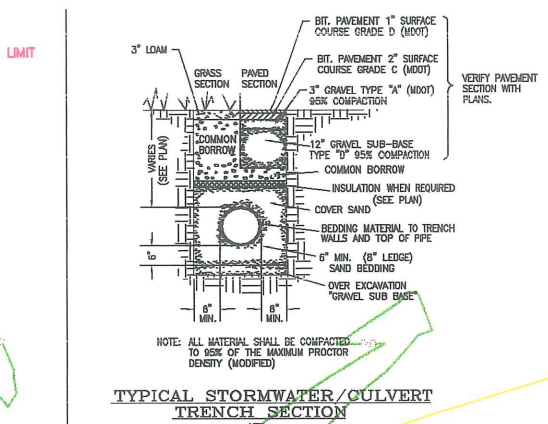 LIMIT
BIT. PAVEMENT 1" SURFACE
COURSE GRADE D (MDOT)
3" LOAM
BIT. PAVEMENT 2" SURFACE
COURSE GRADE C (MDOT)
GRASS
SECTION
PAVED
SECTION
3" GRAVEL TYPE "A" (MDOT)
95% COMPACTION
VERIFY PAVEMENT
SECTION WITH
PLANS.
COMMON
BORROW
12" GRAVEL SUB-BASE
TYPE "D" 95% COMPACTION
VARIES
(SEE PLAN)
COMMON BORROW
INSULATION WHEN REQUIRED
(SEE PLAN)
COVER SAND
BEDDING MATERIAL TO TRENCH
WALLS AND TOP OF PIPE
6"
6" MIN. (8" LEDGE)
SAND BEDDING
OVER EXCAVATION
"GRAVEL SUB BASE"
8"
MIN.
8"
MIN.
NOTE: ALL MATERIAL SHALL BE COMPACTED
TO 95% OF THE MAXIMUM PROCTOR
DENSITY (MODIFIED)
TYPICAL STORMWATER/CULVERT
TRENCH SECTION